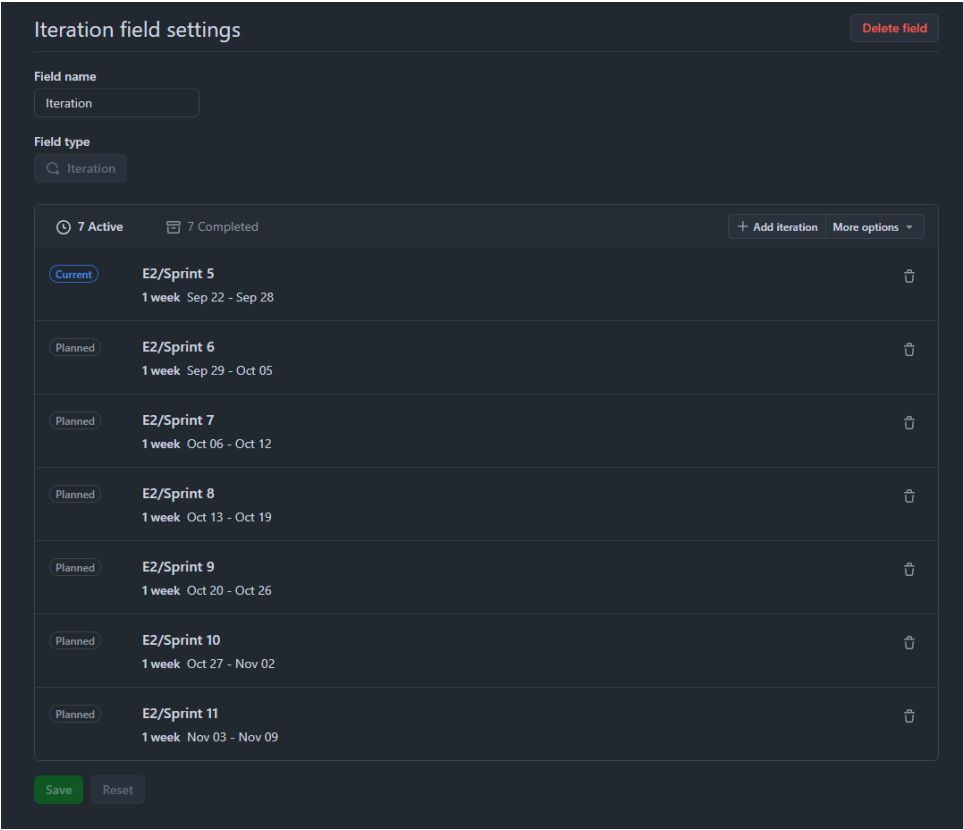 Iteration field settings
Delete field
Field name
Iteration
Field type
Iteration
7 Active
7 Completed
Add iteration
More options
Current
E2/Sprint 5
1 week Sep 22 - Sep 28
Planned
E2/Sprint 6
1 week Sep 29 - Oct 05
Planned
E2/Sprint 7
1 week Oct 06 - Oct 12
Planned
E2/Sprint 8
1 week Oct 13 - Oct 19
Planned
E2/Sprint 9
1 week Oct 20 - Oct 26
Planned
E2/Sprint 10
1 week Oct 27 - Nov 02
Planned
E2/Sprint 11
1 week Nov 03 - Nov 09
Save
Reset